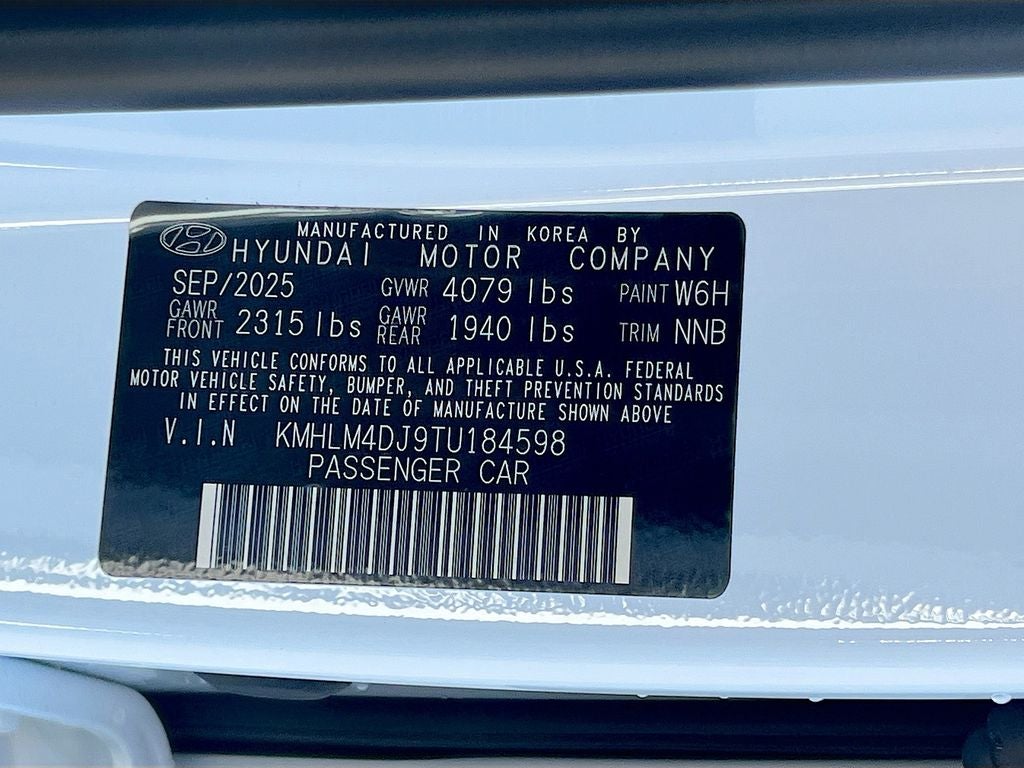 MANUFACTURED IN KOREA BY
HYUNDAI MOTOR COMPANY
SEP/2025 GVWR 4079 lbs PAINT W6H
GAWR FRONT 2315 lbs GAWR REAR 1940 lbs TRIM NNB
THIS VEHICLE CONFORMS TO ALL APPLICABLE U.S.A. FEDERAL
MOTOR VEHICLE SAFETY, BUMPER, AND THEFT PREVENTION STANDARDS
IN EFFECT ON THE DATE OF MANUFACTURE SHOWN ABOVE
V.I.N KMHLM4DJ9TU184598
PASSENGER CAR